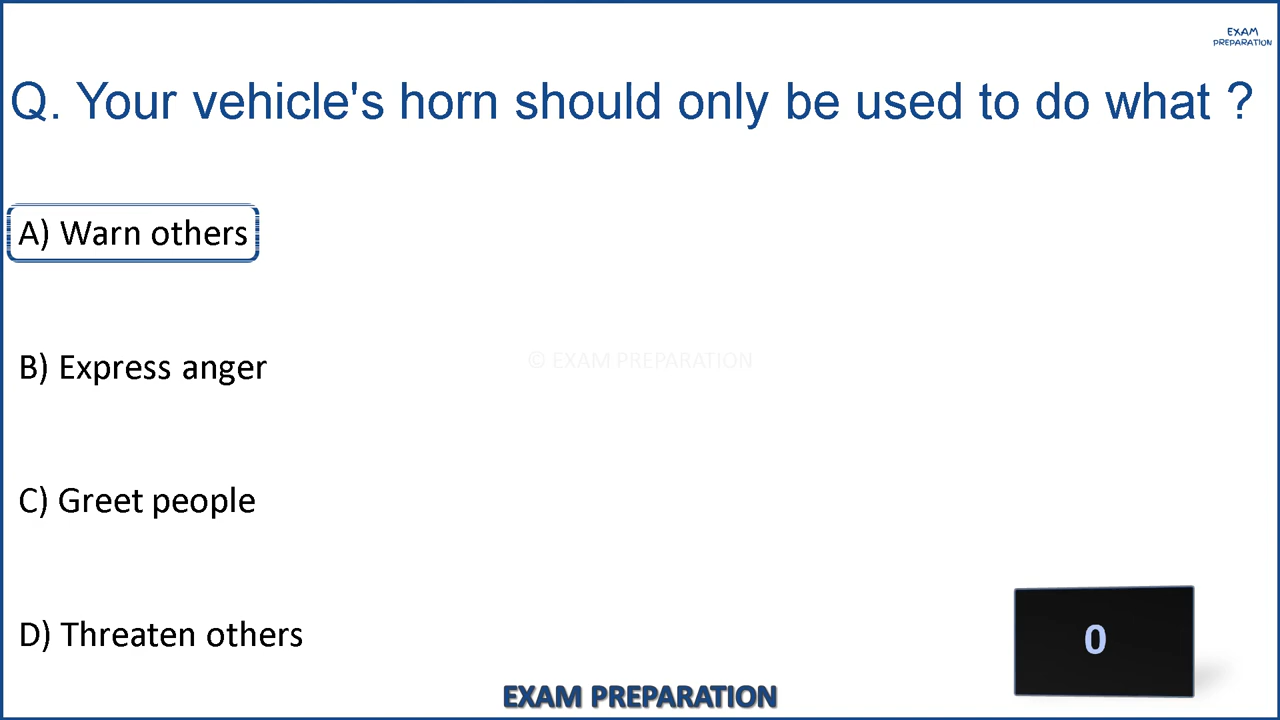 EXAM
PREPARATION
Q. Your vehicle's horn should only be used to do what ?
A) Warn others
B) Express anger
© EXAM PREPARATION
C) Greet people
D) Threaten others
0
EXAM PREPARATION